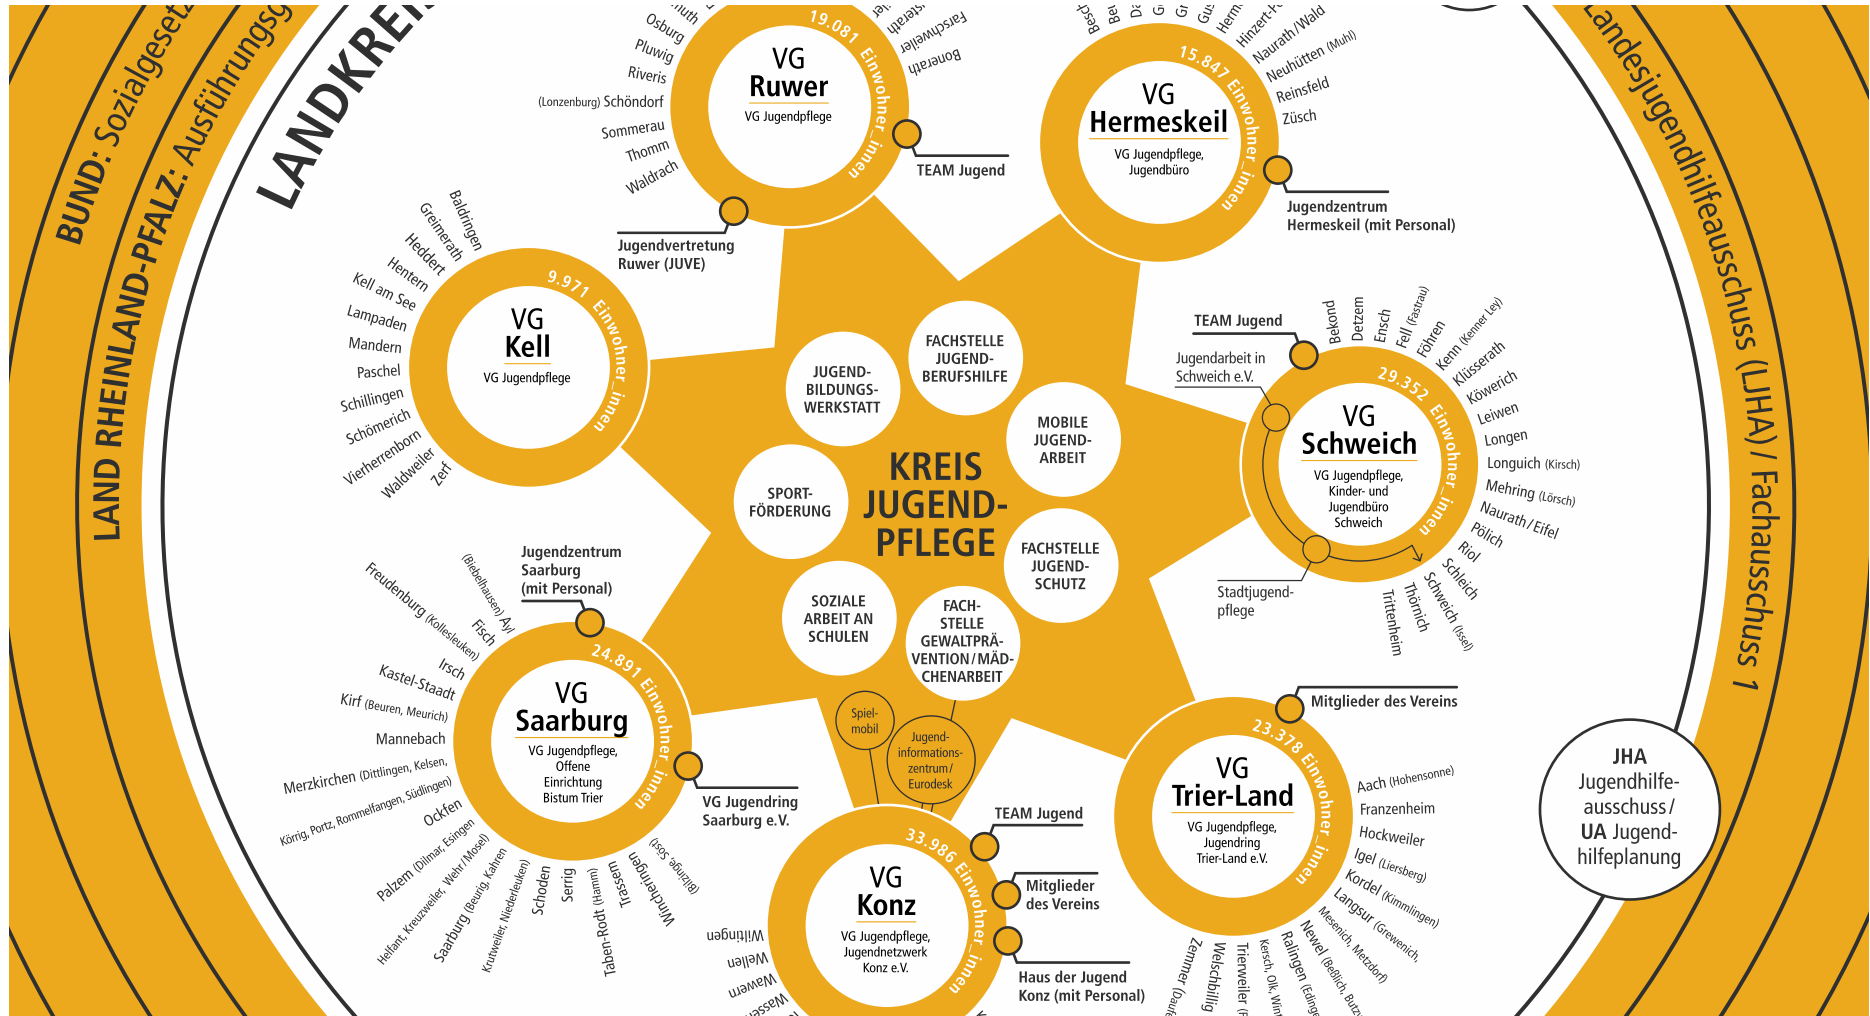 BUND: Sozialgesetz
LAND RHEINLAND-PFALZ: Ausführungsg
LANDKREI
Landesjugendhilfeausschuss (LJHA) / Fachausschuss 1
JHA
Jugendhilfe-
ausschuss /
UA Jugend-
hilfeplanung
KREIS
JUGEND-
PFLEGE
FACHSTELLE
JUGEND-
BERUFSHILFE
MOBILE
JUGEND-
ARBEIT
FACHSTELLE
JUGEND-
SCHUTZ
FACH-
STELLE
GEWALTPRÄ-
VENTION / MÄD-
CHENARBEIT
SOZIALE
ARBEIT AN
SCHULEN
SPORT-
FÖRDERUNG
JUGEND-
BILDUNGS-
WERKSTATT
Spiel-
mobil
Jugend-
informations-
zentrum /
Eurodesk
19.081 Einwohner_innen
VG
Ruwer
VG Jugendpflege
TEAM Jugend
Jugendvertretung
Ruwer (JUVE)
Osburg
Pluwig
Riveris
(Lonzenburg) Schöndorf
Sommerau
Thomm
Waldrach
Farschweiler
Bonerath
15.847 Einwohner_innen
VG
Hermeskeil
VG Jugendpflege,
Jugendbüro
Jugendzentrum
Hermeskeil (mit Personal)
Besch
Gus
Herm
Hinzert-P
Naurath/Wald
Neuhütten (Muhl)
Reinsfeld
Züsch
9.971 Einwohner_innen
VG
Kell
VG Jugendpflege
Baldringen
Greimerath
Heddert
Hentern
Kell am See
Lampaden
Mandern
Paschel
Schillingen
Schömerich
Vierherrenborn
Waldweiler
Zerf
29.352 Einwohner_innen
VG
Schweich
VG Jugendpflege,
Kinder- und
Jugendbüro
Schweich
TEAM Jugend
Jugendarbeit in
Schweich e.V.
Stadtjugend-
pflege
Bekond
Detzem
Ensch
Fell (Fastrau)
Föhren
Kenn (Kenner Ley)
Klüsserath
Köwerich
Leiwen
Longen
Longuich (Kirsch)
Mehring (Lörsch)
Naurath / Eifel
Pölich
Riol
Schleich
Schweich (Issel)
Thörnich
Trittenheim
24.891 Einwohner_innen
VG
Saarburg
VG Jugendpflege,
Offene
Einrichtung
Bistum Trier
Jugendzentrum
Saarburg
(mit Personal)
VG Jugendring
Saarburg e.V.
(Biebelhausen) Ayl
Fisch
Freudenburg (Kollesleuken)
Irsch
Kastel-Staadt
Kirf (Beuren, Meurich)
Mannebach
Merzkirchen (Dittlingen, Kelsen,
Körrig, Portz, Rommelfangen, Südlingen)
Ockfen
Palzem (Dilmar, Esingen
Helfant, Kreuzweiler, Wehr / Mosel)
Saarburg (Beurig, Kahren
Krutweiler, Niederleuken)
Schoden
Serrig
Taben-Rodt (Hamm)
Trassem
Wincheringen
(Bilzingen, Söst)
23.378 Einwohner_innen
VG
Trier-Land
VG Jugendpflege,
Jugendring
Trier-Land e.V.
Mitglieder des Vereins
Aach (Hohensonne)
Franzenheim
Hockweiler
Igel (Liersberg)
Kordel (Kimmlingen)
Langsur (Grewenich,
Mesenich, Metzdorf)
Newel (Beßlich, Butzw
Ralingen (Edinge
Kersch, Olk, Win
Trierweiler (F
Welschbillig
Zemmer (Daufe
33.986 Einwohner_innen
VG
Konz
VG Jugendpflege,
Jugendnetzwerk
Konz e.V.
TEAM Jugend
Mitglieder
des Vereins
Haus der Jugend
Konz (mit Personal)
Wiltingen
Wellen
Wawern
Wassen